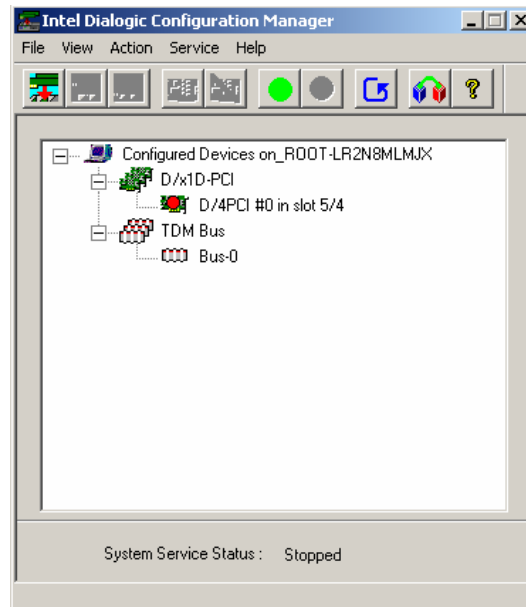 Intel Dialogic Configuration Manager
File View Action Service Help
?
Configured Devices on_ROOT-LR2N8MLMJX
D/x1D-PCI
D/4PCI #0 in slot 5/4
TDM Bus
Bus-0
System Service Status : Stopped